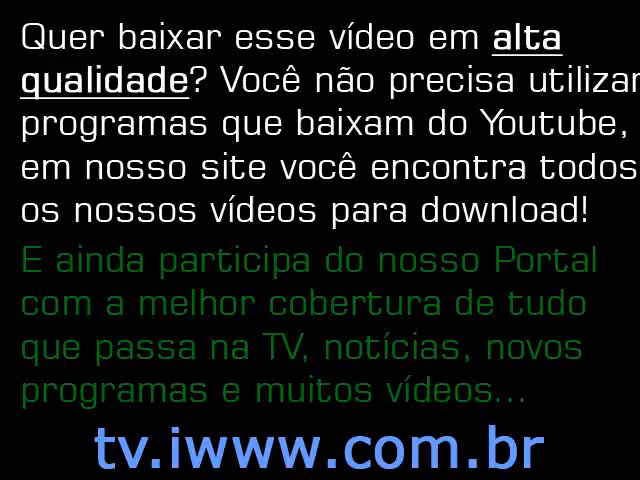 Quer baixar esse vídeo em alta
qualidade? Você não precisa utilizar
programas que baixam do Youtube,
em nosso site você encontra todos
os nossos vídeos para download!
E ainda participa do nosso Portal
com a melhor cobertura de tudo
que passa na TV, notícias, novos
programas e muitos vídeos...
tv.iwww.com.br